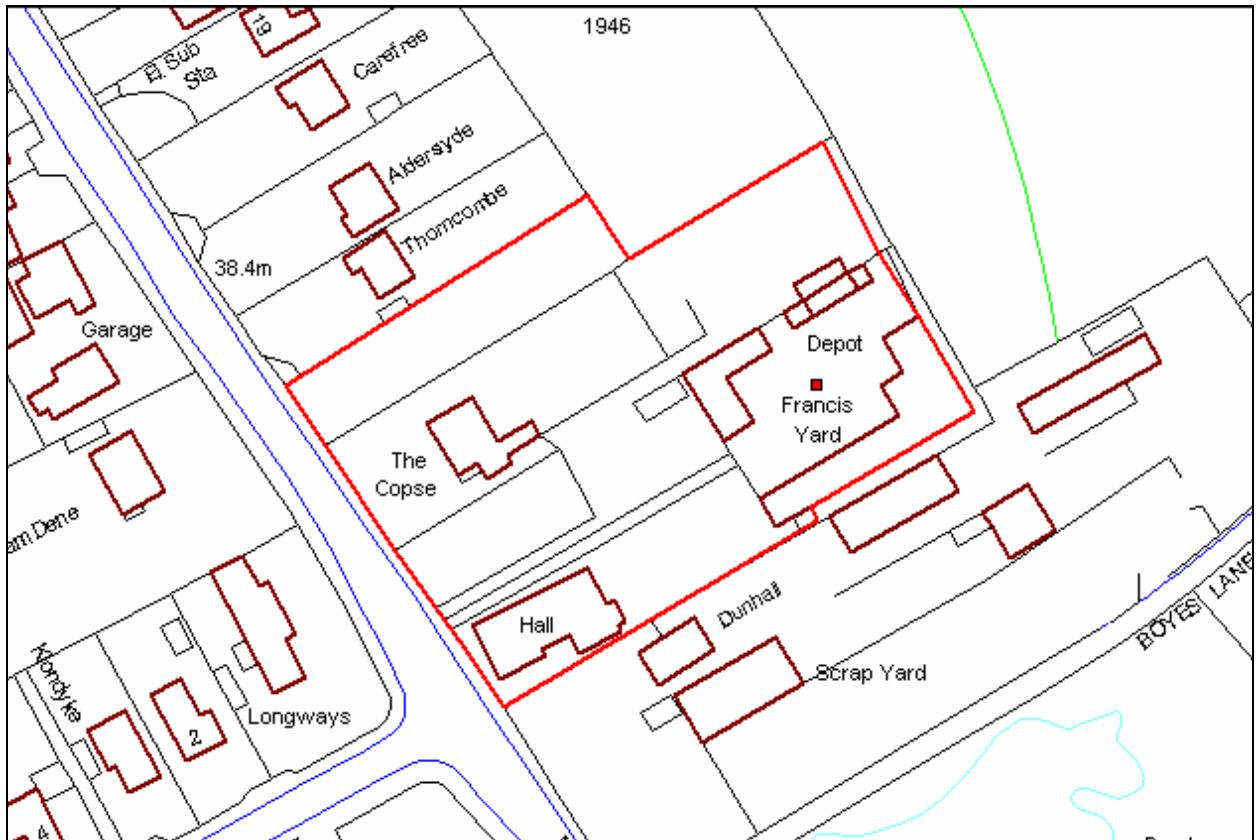 1946
19
El Sub
Sta
Carefree
Aldersyde
Thorncombe
38.4m
Garage
Depot
Francis
Yard
The
Copse
am Dene
Hall
Dunhall
BOYES LANE
Scrap Yard
Klondyke
Longways
2
4